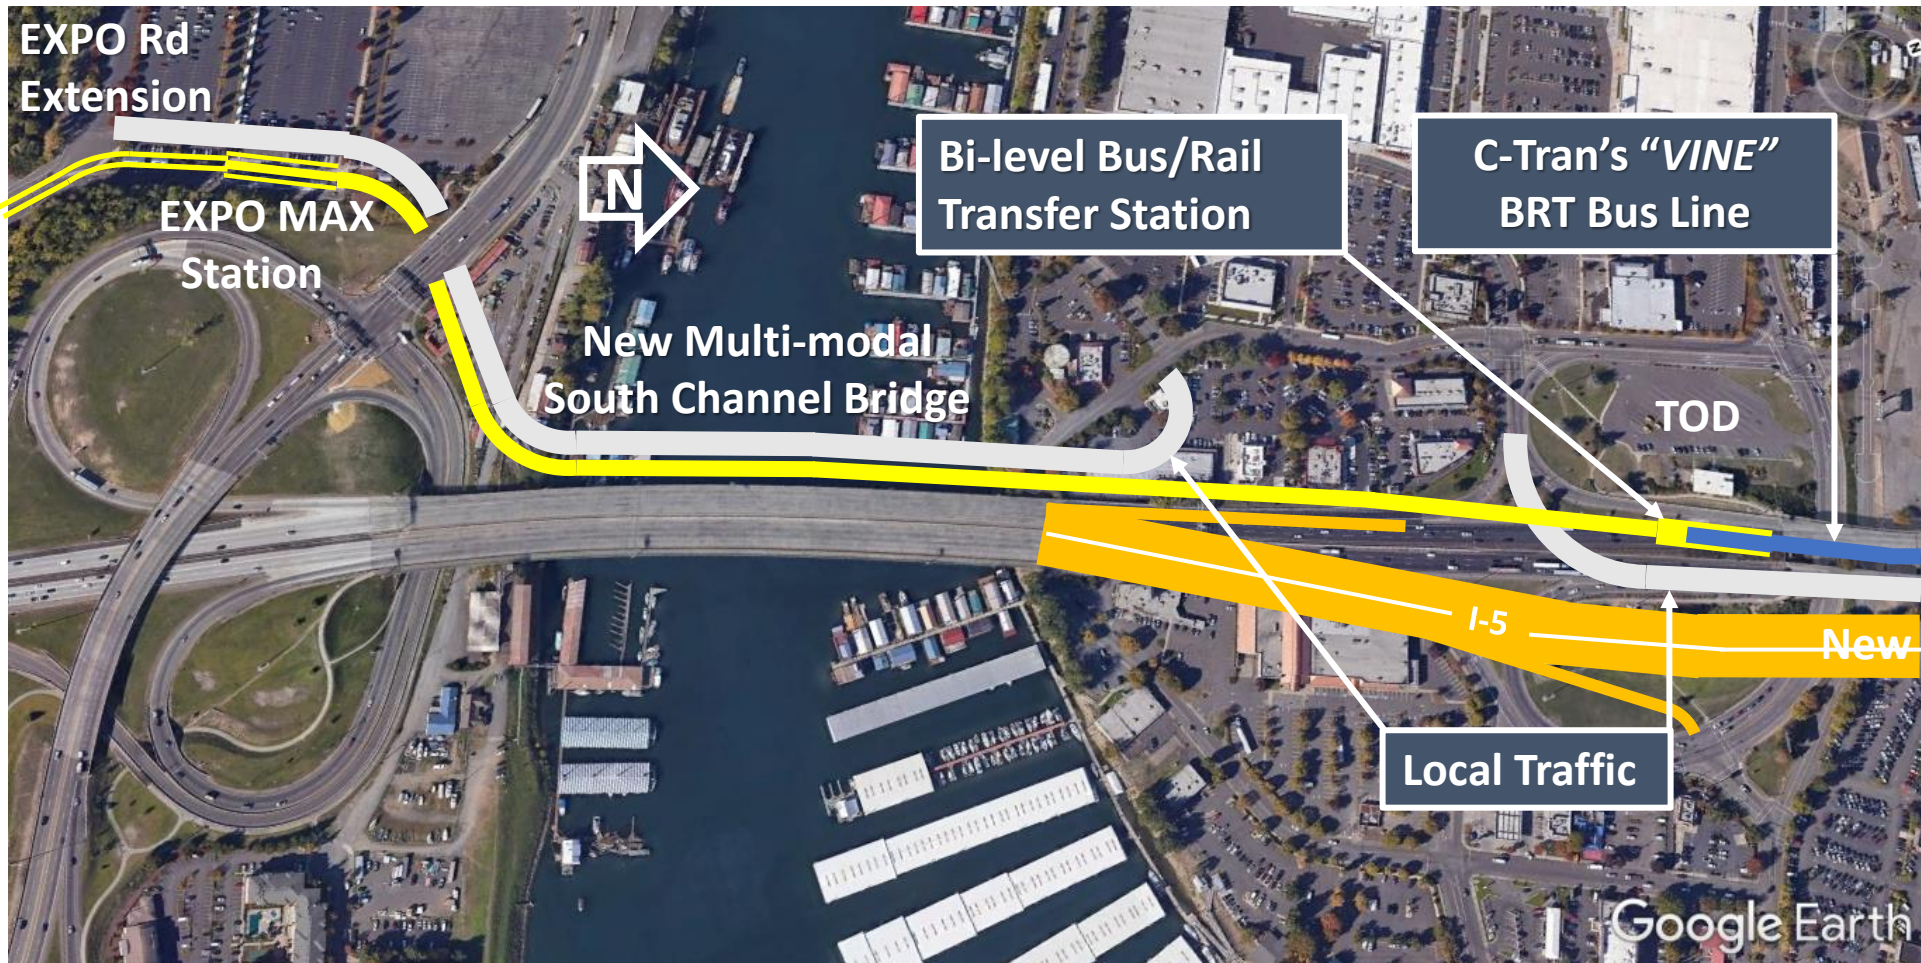 EXPO Rd
Extension
EXPO MAX
Station
N
New Multi-modal
South Channel Bridge
Bi-level Bus/Rail
Transfer Station
C-Tran’s “VINE”
BRT Bus Line
TOD
I-5
New
Local Traffic
Google Earth